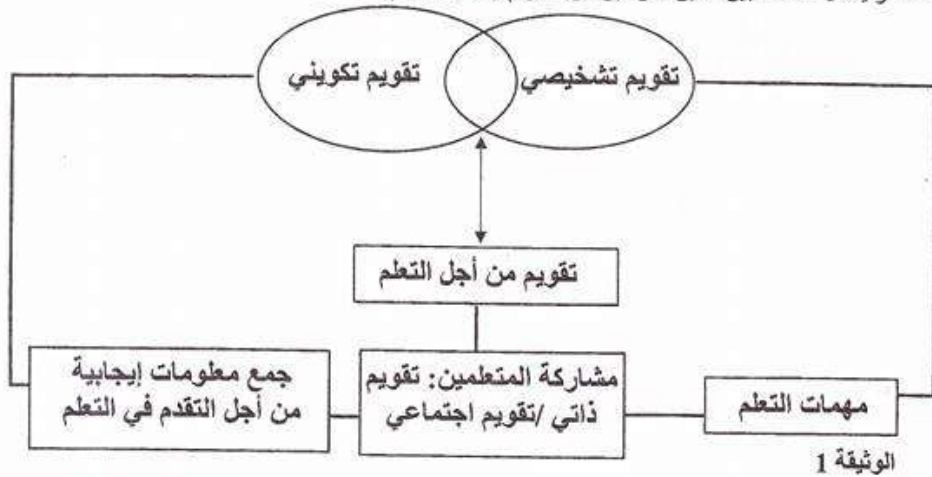 تقويم تشخيصي
تقويم تكويني
تقويم من أجل التعلم
مهمات التعلم
مشاركة المتعلمين: تقويم
ذاتي /تقويم اجتماعي
جمع معلومات إيجابية
من أجل التقدم في التعلم
الوثيقة 1